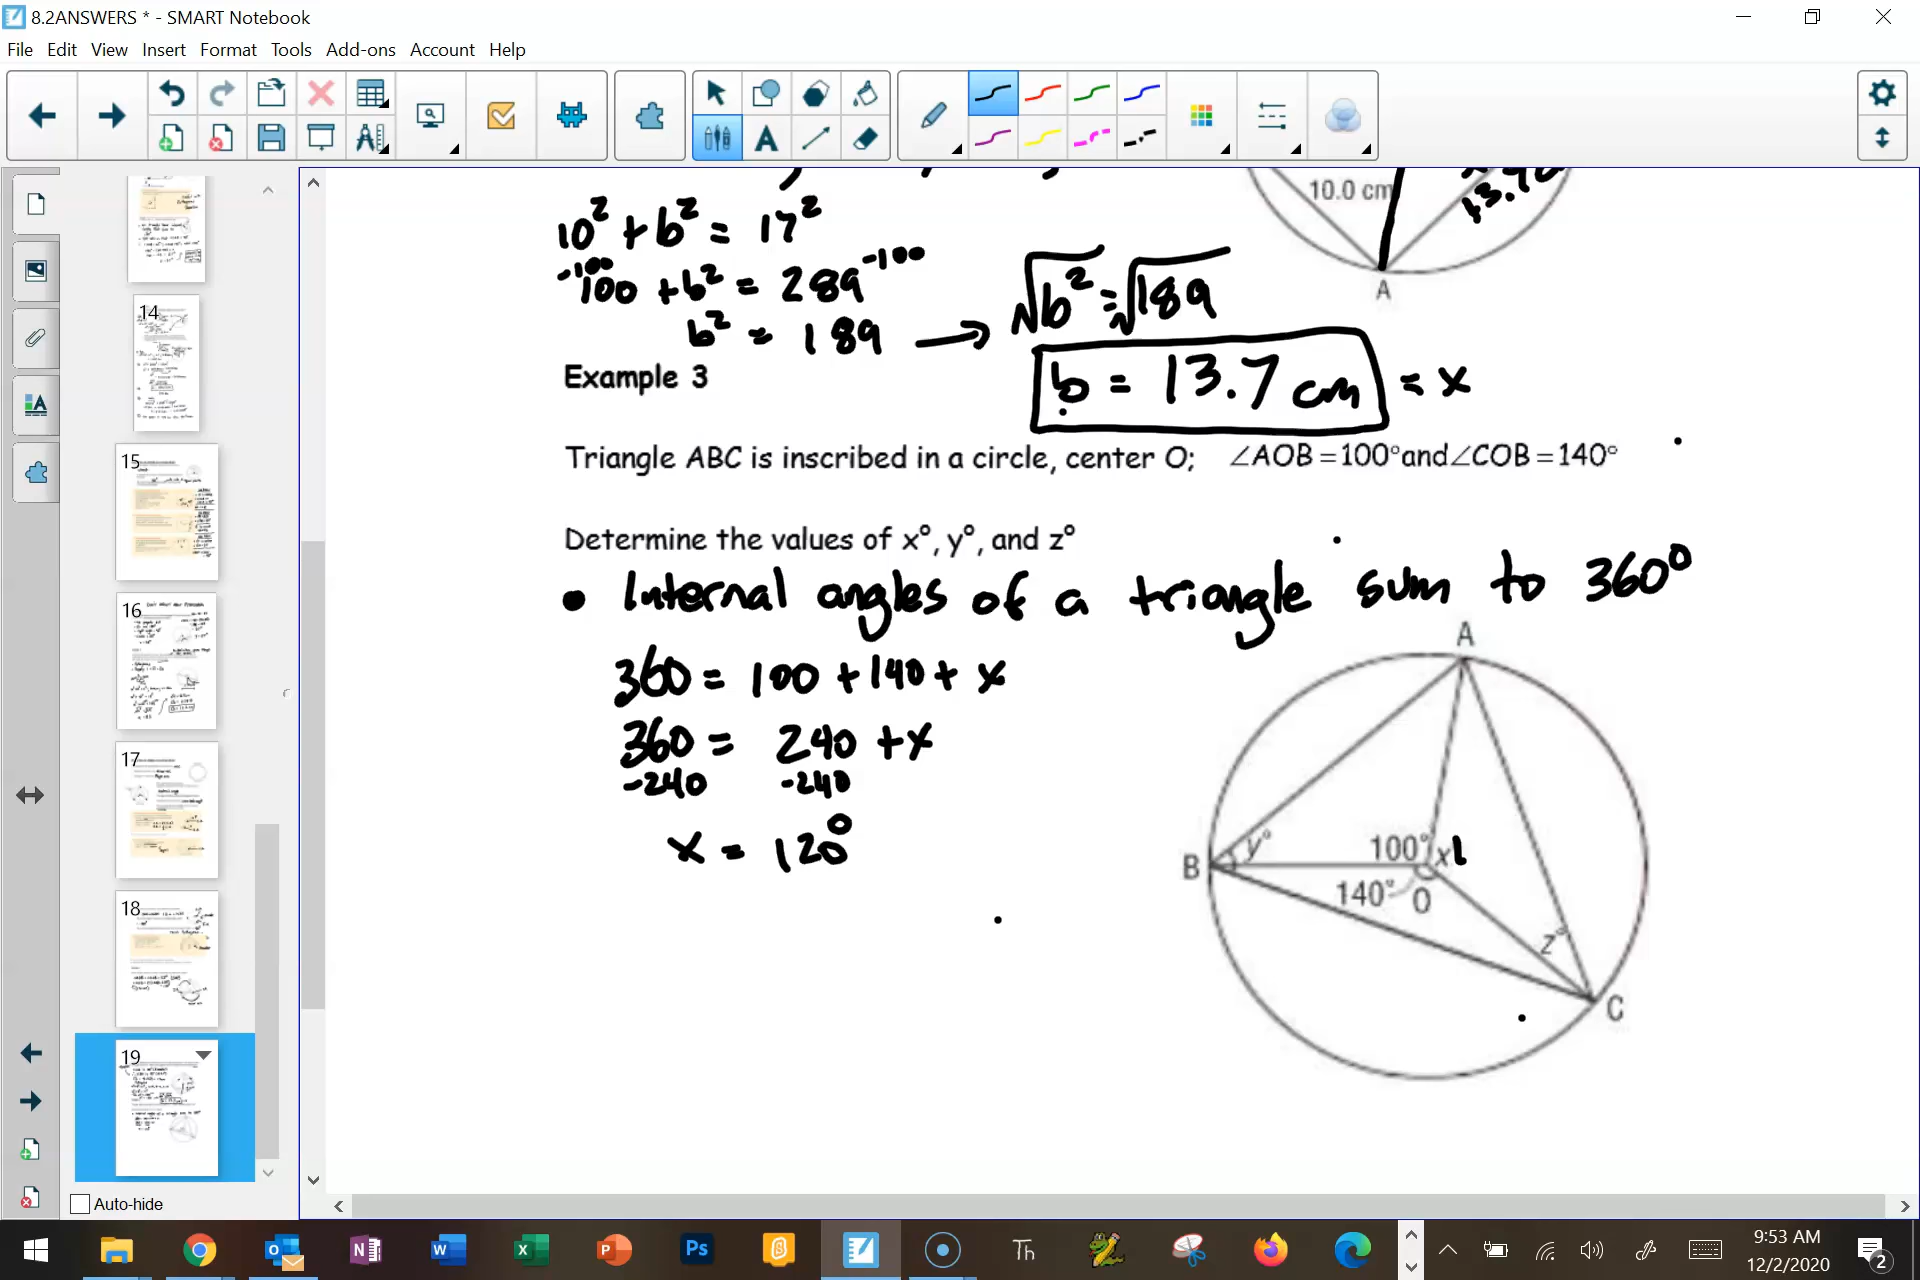 8.2ANSWERS * - SMART Notebook
File Edit View Insert Format Tools Add-ons Account Help
10.0 cm
A
10² + b² = 17²
-100 100 + b² = 289 -100
b² = 189 → √b² = √189
b = 13.7 cm = x
Example 3
Triangle ABC is inscribed in a circle, center O; ∠AOB = 100° and ∠COB = 140°
Determine the values of x°, y°, and z°
• Internal angles of a triangle sum to 360°
360 = 100 + 140 + x
360 = 240 + x
-240 -240
x = 120°
A
B
y°
100°
x
140°
O
z°
C
14
15
16
17
18
19
Auto-hide
9:53 AM
12/2/2020
2